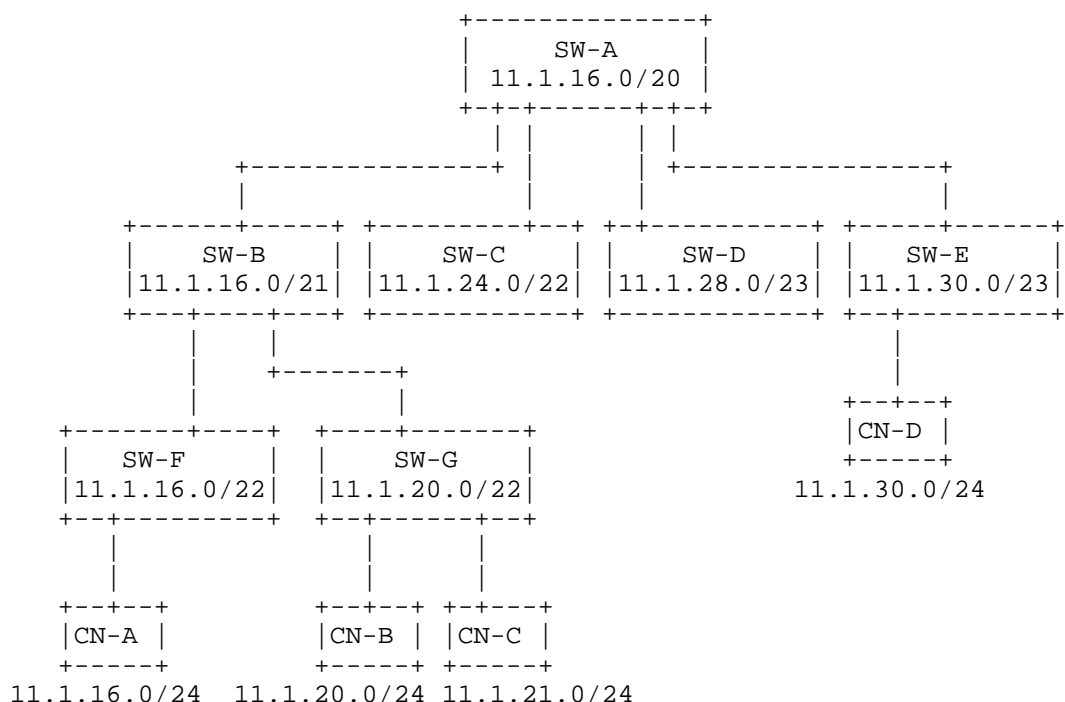 SW-A
11.1.16.0/20
SW-B SW-C SW-D SW-E
11.1.16.0/21 11.1.24.0/22 11.1.28.0/23 11.1.30.0/23
CN-D
SW-F SW-G
11.1.16.0/22 11.1.20.0/22 11.1.30.0/24
CN-A CN-B CN-C
11.1.16.0/24 11.1.20.0/24 11.1.21.0/24